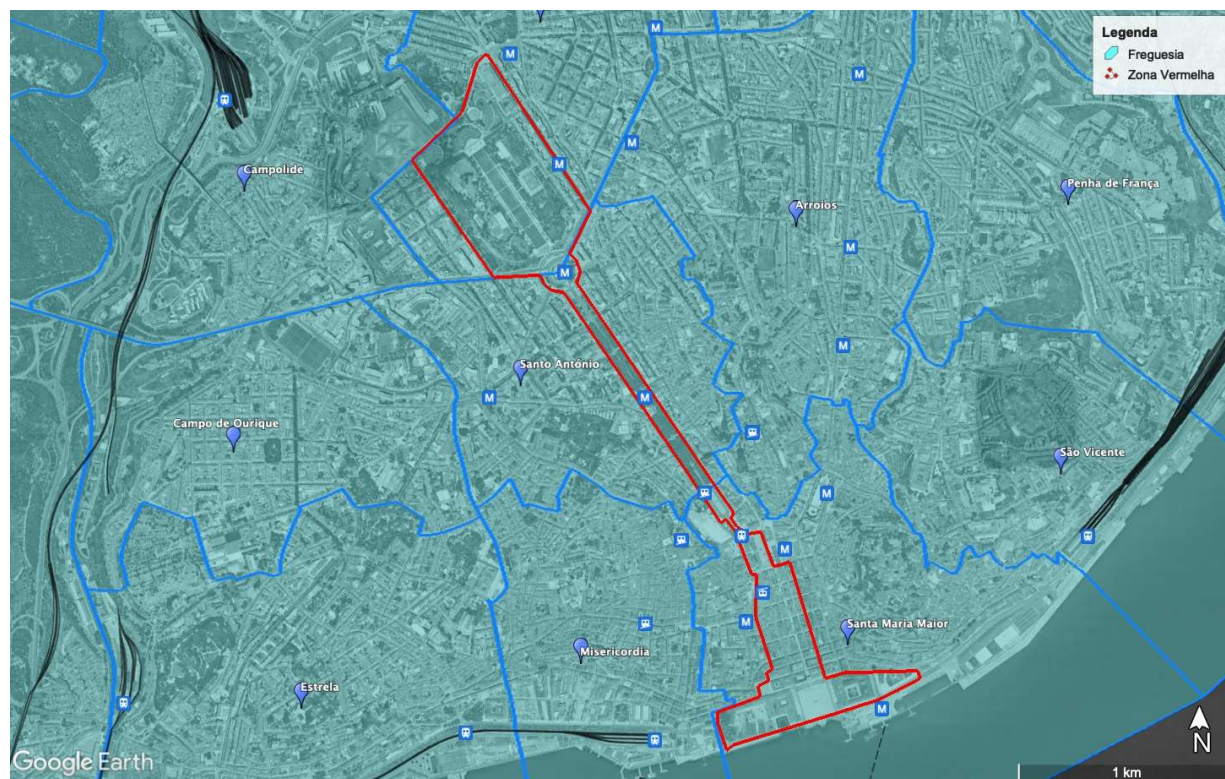 Legenda
Freguesia
Zona Vermelha
M
M
M
M
Campolide
M
M
Penha de França
Arroios
M
M
M
Santo António
M
M
Campo de Ourique
São Vicente
M
M
Santa Maria Maior
M
Misericordia
Estrela
M
N
Google Earth
1 km